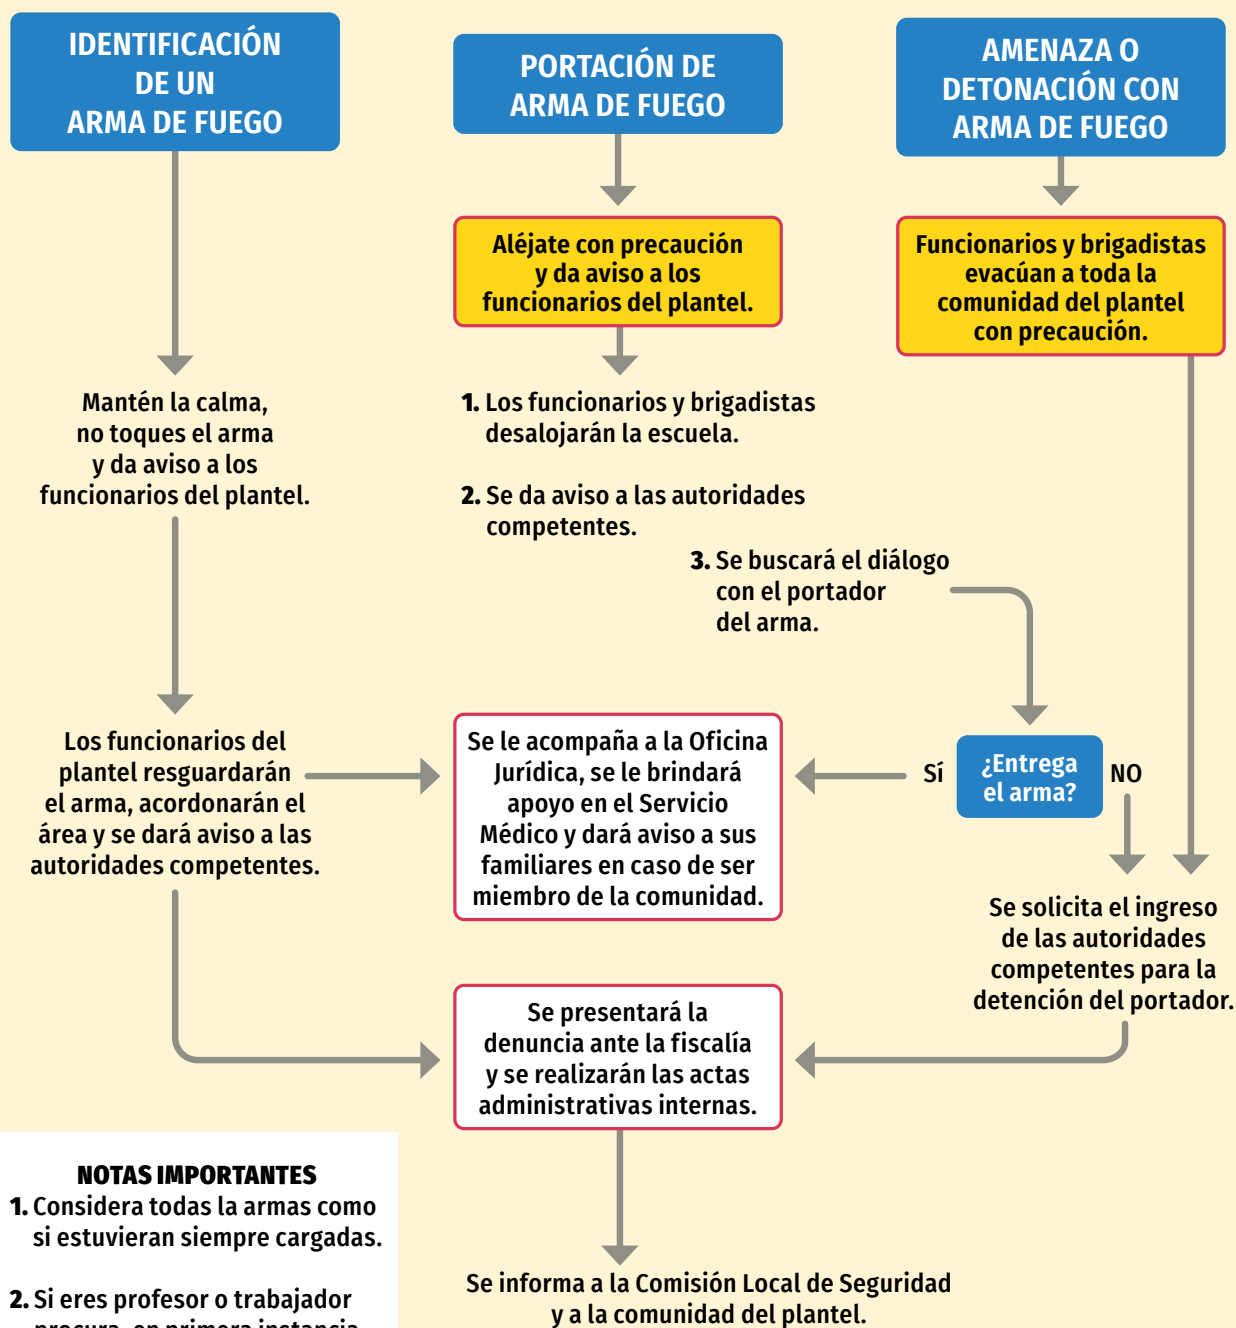 IDENTIFICACIÓN
DE UN
ARMA DE FUEGO
PORTACIÓN DE
ARMA DE FUEGO
AMENAZA O
DETONACIÓN CON
ARMA DE FUEGO
Aléjate con precaución
y da aviso a los
funcionarios del plantel.
Funcionarios y brigadistas
evacúan a toda la
comunidad del plantel
con precaución.
Mantén la calma,
no toques el arma
y da aviso a los
funcionarios del plantel.
1. Los funcionarios y brigadistas
desalojarán la escuela.
2. Se da aviso a las autoridades
competentes.
3. Se buscará el diálogo
con el portador
del arma.
Los funcionarios del
plantel resguardarán
el arma, acordonarán el
área y se dará aviso a las
autoridades competentes.
Se le acompaña a la Oficina
Jurídica, se le brindará
apoyo en el Servicio
Médico y dará aviso a sus
familiares en caso de ser
miembro de la comunidad.
SÍ
¿Entrega
el arma?
NO
Se solicita el ingreso
de las autoridades
competentes para la
detención del portador.
Se presentará la
denuncia ante la fiscalía
y se realizarán las actas
administrativas internas.
NOTAS IMPORTANTES
1. Considera todas la armas como
si estuvieran siempre cargadas.
2. Si eres profesor o trabajador
procura, en primera instancia
Se informa a la Comisión Local de Seguridad
y a la comunidad del plantel.